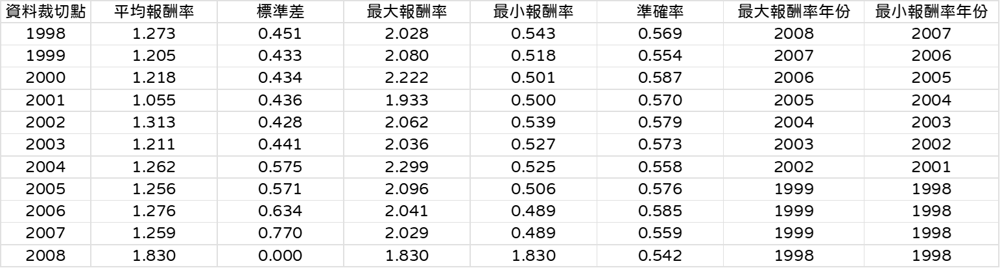 資料裁切點 平均報酬率 標準差 最大報酬率 最小報酬率 準確率 最大報酬率年份 最小報酬率年份
1998 1.273 0.451 2.028 0.543 0.569 2008 2007
1999 1.205 0.433 2.080 0.518 0.554 2007 2006
2000 1.218 0.434 2.222 0.501 0.587 2006 2005
2001 1.055 0.436 1.933 0.500 0.570 2005 2004
2002 1.313 0.428 2.062 0.539 0.579 2004 2003
2003 1.211 0.441 2.036 0.527 0.573 2003 2002
2004 1.262 0.575 2.299 0.525 0.558 2002 2001
2005 1.256 0.571 2.096 0.506 0.576 1999 1998
2006 1.276 0.634 2.041 0.489 0.585 1999 1998
2007 1.259 0.770 2.029 0.489 0.559 1999 1998
2008 1.830 0.000 1.830 1.830 0.542 1998 1998